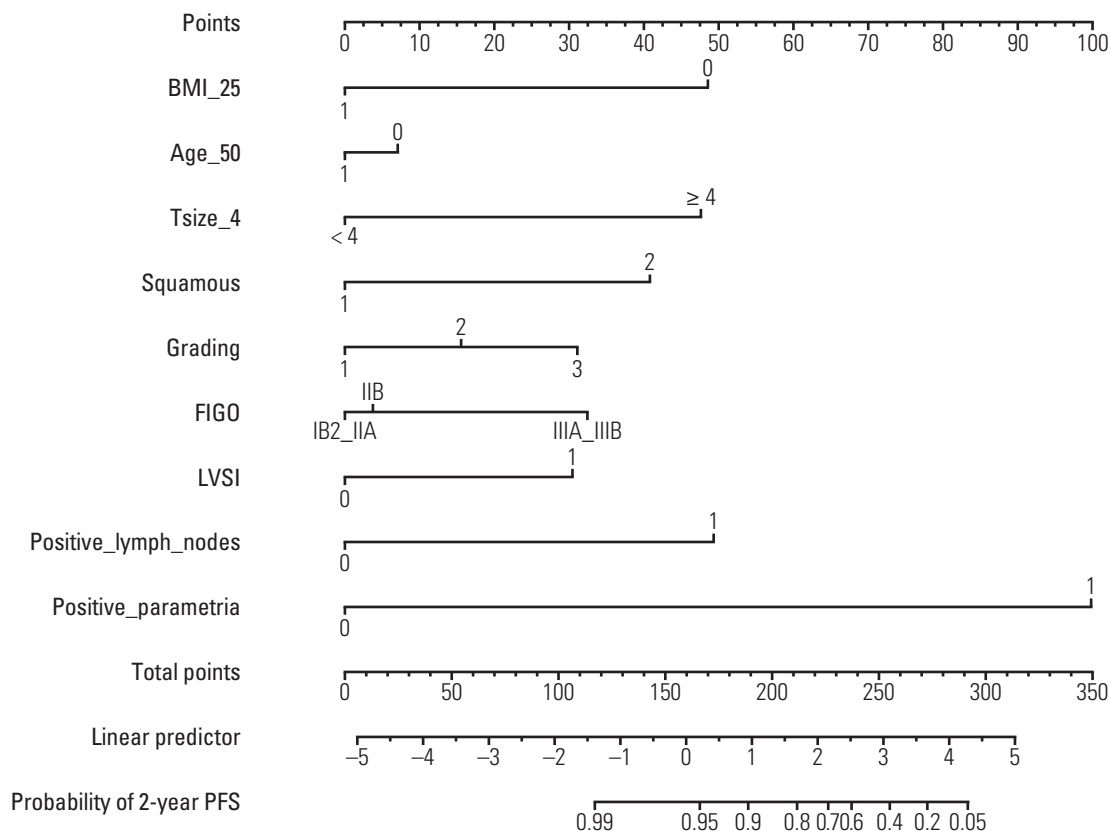 Points
0 10 20 30 40 50 60 70 80 90 100
0
BMI_25
1
0
Age_50
1
≥ 4
Tsize_4
< 4
2
Squamous
1
2
Grading
1 3
IIB
FIGO
IB2_IIA IIIA_IIIB
1
LVSI
0
1
Positive_lymph_nodes
0
1
Positive_parametria
0
Total points
0 50 100 150 200 250 300 350
Linear predictor
–5 –4 –3 –2 –1 0 1 2 3 4 5
Probability of 2-year PFS
0.99 0.95 0.9 0.8 0.7 0.6 0.4 0.2 0.05